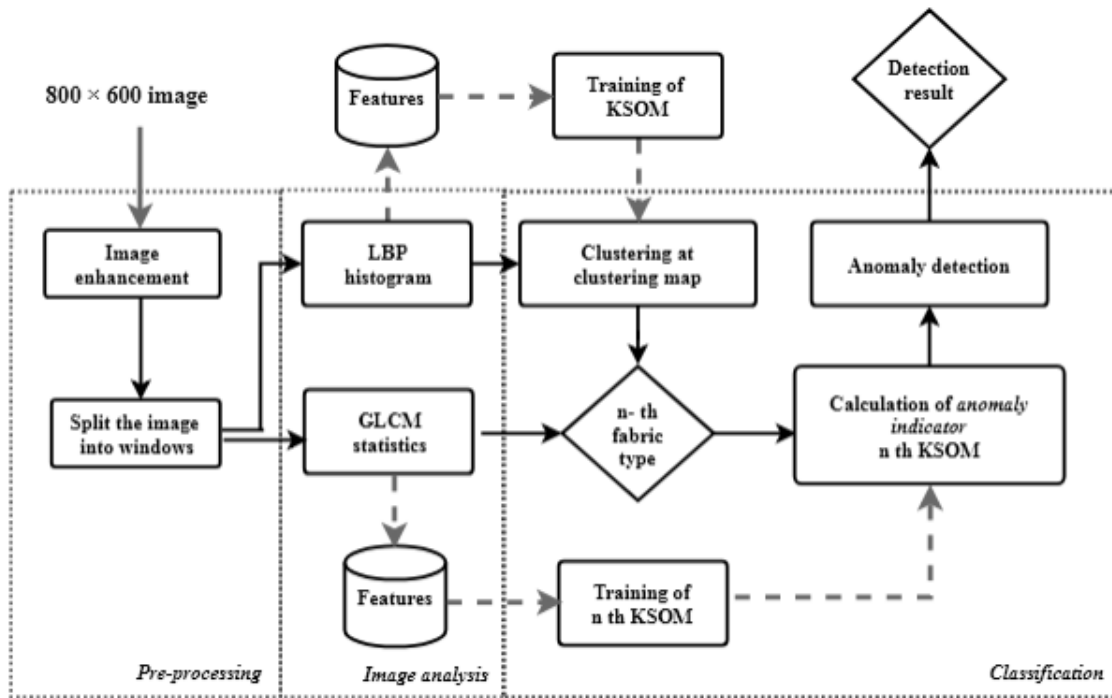 800 × 600 image
Features
Training of
KSOM
Detection
result
Image
enhancement
LBP
histogram
Clustering at
clustering map
Anomaly detection
Split the image
into windows
GLCM
statistics
n- th
fabric
type
Calculation of anomaly
indicator
n th KSOM
Features
Training of
n th KSOM
Pre-processing
Image analysis
Classification